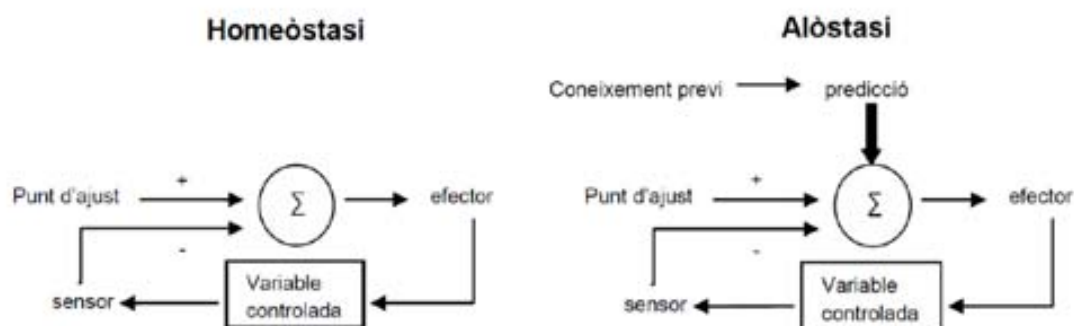 Homeòstasi
Punt d'ajust
+
-
Σ
efector
Variable
controlada
sensor
Alòstasi
Coneixement previ
predicció
Punt d'ajust
+
-
Σ
efector
Variable
controlada
sensor